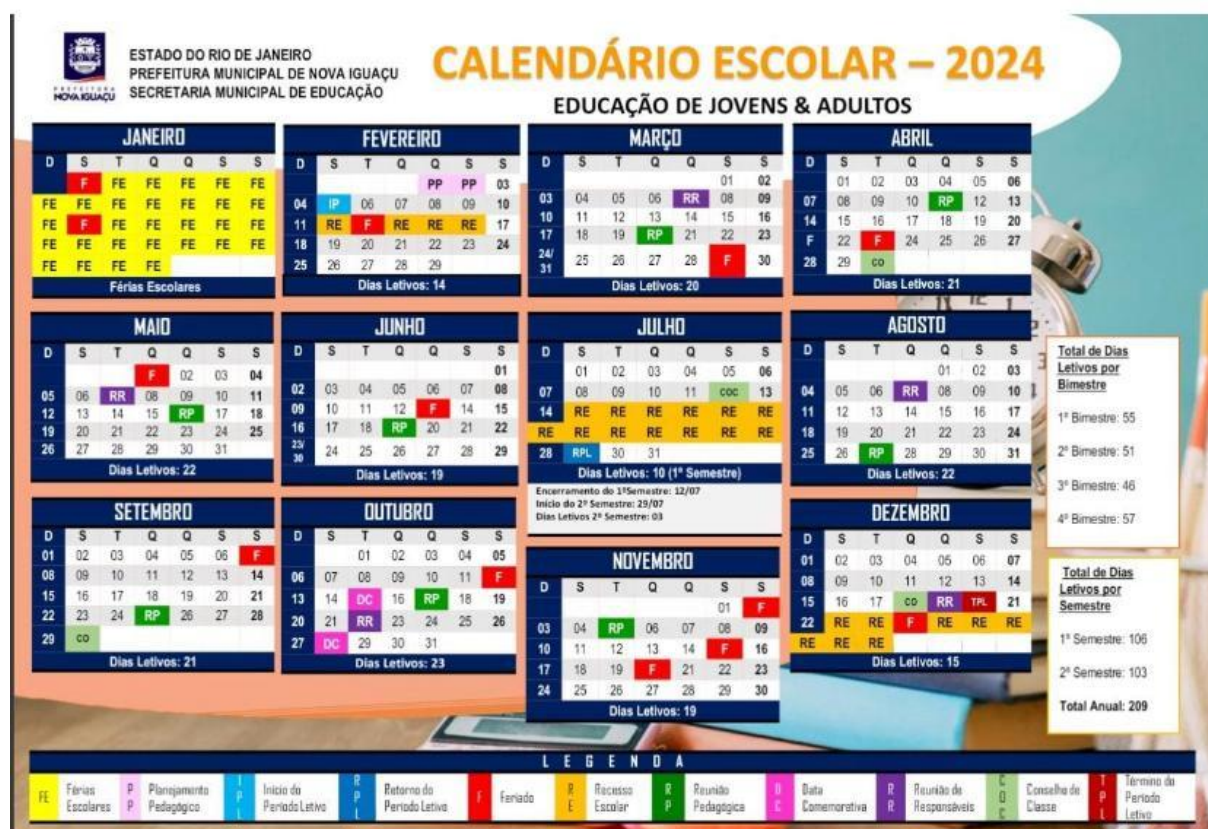 ESTADO DO RIO DE JANEIRO
PREFEITURA MUNICIPAL DE NOVA IGUAÇU
SECRETARIA MUNICIPAL DE EDUCAÇÃO
PREFEITURA
NOVA IGUAÇU
CALENDÁRIO ESCOLAR – 2024
EDUCAÇÃO DE JOVENS & ADULTOS
JANEIRO
D S T Q Q S S
F FE FE FE FE FE
FE FE FE FE FE FE FE
FE F FE FE FE FE FE
FE FE FE FE FE FE FE
FE FE FE FE
Férias Escolares
FEVEREIRO
D S T Q Q S S
PP PP 03
04 IP 06 07 08 09 10
11 RE F RE RE RE 17
18 19 20 21 22 23 24
25 26 27 28 29
Dias Letivos: 14
MARÇO
D S T Q Q S S
01 02
03 04 05 06 RR 08 09
10 11 12 13 14 15 16
17 18 19 RP 21 22 23
24/31 25 26 27 28 F 30
Dias Letivos: 20
ABRIL
D S T Q Q S S
01 02 03 04 05 06
07 08 09 10 RP 12 13
14 15 16 17 18 19 20
F 22 F 24 25 26 27
28 29 CO
Dias Letivos: 21
MAIO
D S T Q Q S S
F 02 03 04
05 06 RR 08 09 10 11
12 13 14 15 RP 17 18
19 20 21 22 23 24 25
26 27 28 29 30 31
Dias Letivos: 22
JUNHO
D S T Q Q S S
01
02 03 04 05 06 07 08
09 10 11 12 F 14 15
16 17 18 RP 20 21 22
23/30 24 25 26 27 28 29
Dias Letivos: 19
JULHO
D S T Q Q S S
01 02 03 04 05 06
07 08 09 10 11 COC 13
14 RE RE RE RE RE RE
RE RE RE RE RE RE RE
28 RPL 30 31
Dias Letivos: 10 (1º Semestre)
Encerramento do 1ºSemestre: 12/07
Início do 2º Semestre: 29/07
Dias Letivos 2º Semestre: 03
AGOSTO
D S T Q Q S S
01 02 03
04 05 06 RR 08 09 10
11 12 13 14 15 16 17
18 19 20 21 22 23 24
25 26 RP 28 29 30 31
Dias Letivos: 22
SETEMBRO
D S T Q Q S S
01 02 03 04 05 06 F
08 09 10 11 12 13 14
15 16 17 18 19 20 21
22 23 24 RP 26 27 28
29 CO
Dias Letivos: 21
OUTUBRO
D S T Q Q S S
01 02 03 04 05
06 07 08 09 10 11 F
13 14 DC 16 RP 18 19
20 21 RR 23 24 25 26
27 DC 29 30 31
Dias Letivos: 23
NOVEMBRO
D S T Q Q S S
01 F
03 04 RP 06 07 08 09
10 11 12 13 14 F 16
17 18 19 F 21 22 23
24 25 26 27 28 29 30
Dias Letivos: 19
DEZEMBRO
D S T Q Q S S
01 02 03 04 05 06 07
08 09 10 11 12 13 14
15 16 17 CO RR TPL 21
22 RE RE F RE RE RE
RE RE RE
Dias Letivos: 15
Total de Dias
Letivos por
Bimestre
1º Bimestre: 55
2º Bimestre: 51
3º Bimestre: 46
4º Bimestre: 57
Total de Dias
Letivos por
Semestre
1º Semestre: 106
2º Semestre: 103
Total Anual: 209
LEGENDA
FE Férias Escolares
PP Planejamento Pedagógico
IPL Início do Período Letivo
RPL Retorno do Período Letivo
F Feriado
RE Recesso Escolar
RP Reunião Pedagógica
DC Data Comemorativa
RR Reunião de Responsáveis
COC Conselho de Classe
TPL Término do Período Letivo